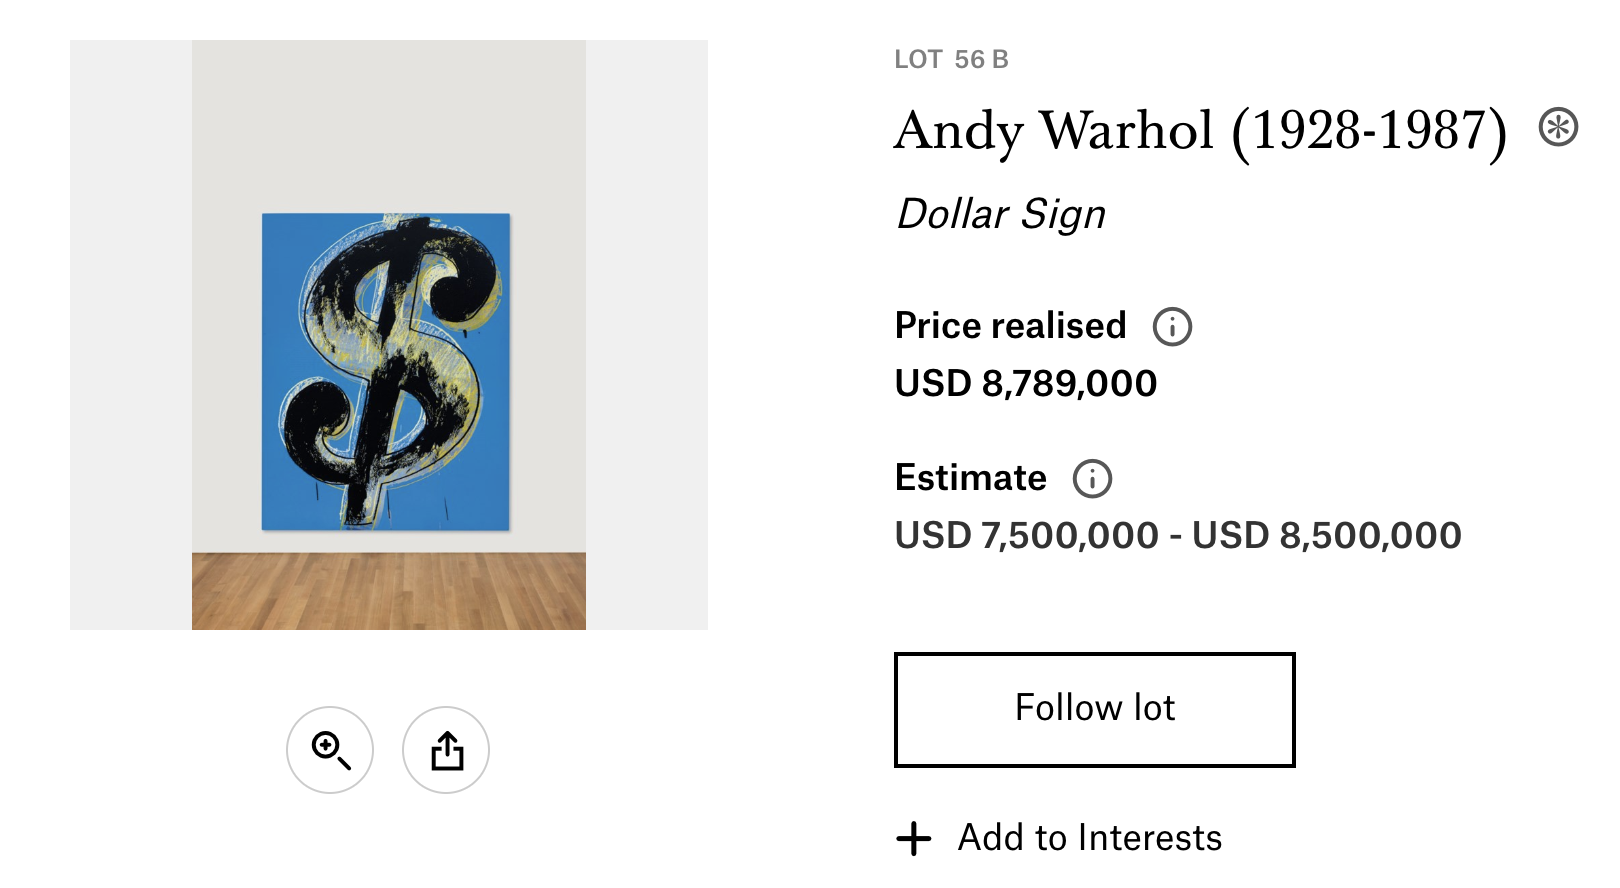 LOT 56 B
Andy Warhol (1928-1987)
Dollar Sign
Price realised
USD 8,789,000
Estimate
USD 7,500,000 - USD 8,500,000
Follow lot
Add to Interests